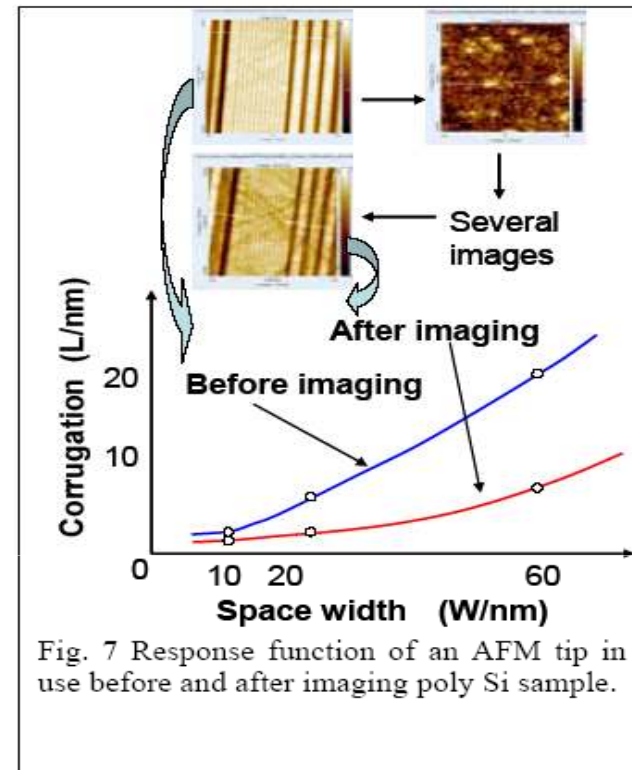 Several
images
After imaging
Before imaging
Corrugation (L/nm)
20
10
0
10 20 60
Space width (W/nm)
Fig. 7 Response function of an AFM tip in
use before and after imaging poly Si sample.